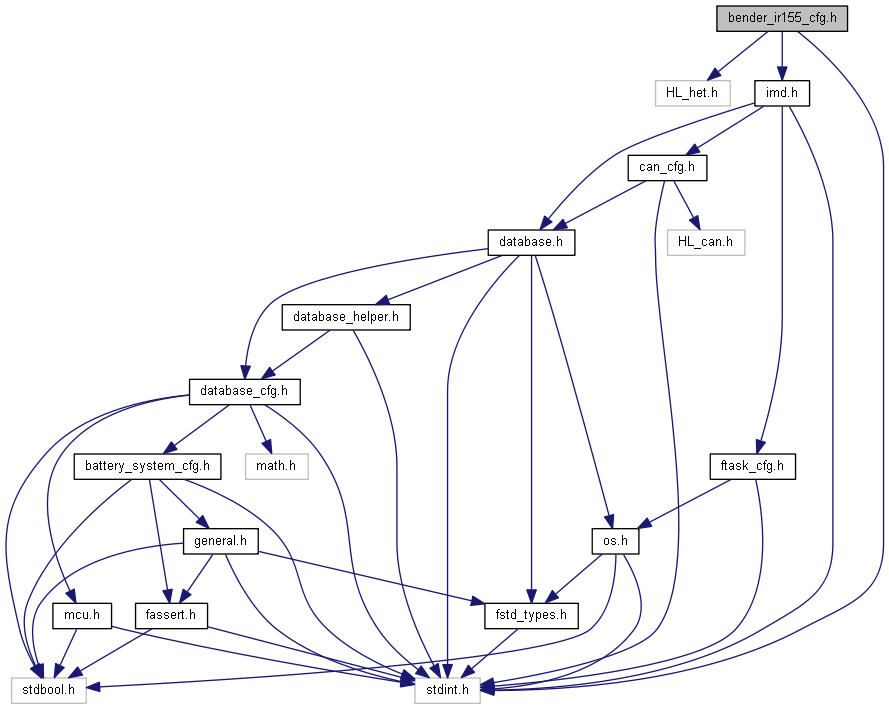 bender_ir155_cfg.h
HL_het.h
imd.h
can_cfg.h
database.h
HL_can.h
database_helper.h
database_cfg.h
battery_system_cfg.h
math.h
ftask_cfg.h
general.h
os.h
mcu.h
fassert.h
fstd_types.h
stdbool.h
stdint.h